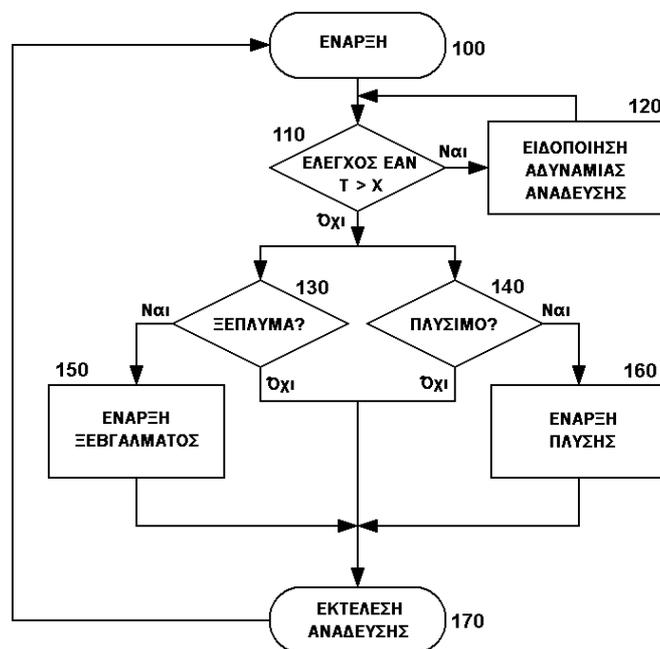 ΕΝΑΡΞΗ
100
120
110
ΕΛΕΓΧΟΣ ΕΑΝ
T > X
Ναι
ΕΙΔΟΠΟΙΗΣΗ
ΑΔΥΝΑΜΙΑΣ
ΑΝΑΔΕΥΣΗΣ
Όχι
130
140
Ναι
ΞΕΠΛΥΜΑ?
ΠΛΥΣΙΜΟ?
Ναι
150
Όχι
Όχι
160
ΕΝΑΡΞΗ
ΞΕΒΓΑΛΜΑΤΟΣ
ΕΝΑΡΞΗ
ΠΛΥΣΗΣ
ΕΚΤΕΛΕΣΗ
ΑΝΑΔΕΥΣΗΣ
170